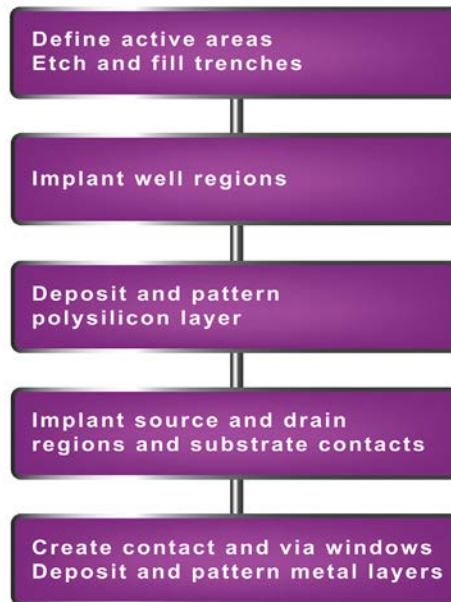 Define active areas
Etch and fill trenches
Implant well regions
Deposit and pattern
polysilicon layer
Implant source and drain
regions and substrate contacts
Create contact and via windows
Deposit and pattern metal layers